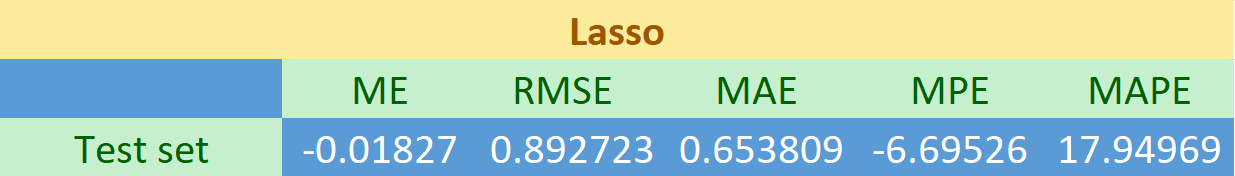 Lasso
ME RMSE MAE MPE MAPE
Test set -0.01827 0.892723 0.653809 -6.69526 17.94969